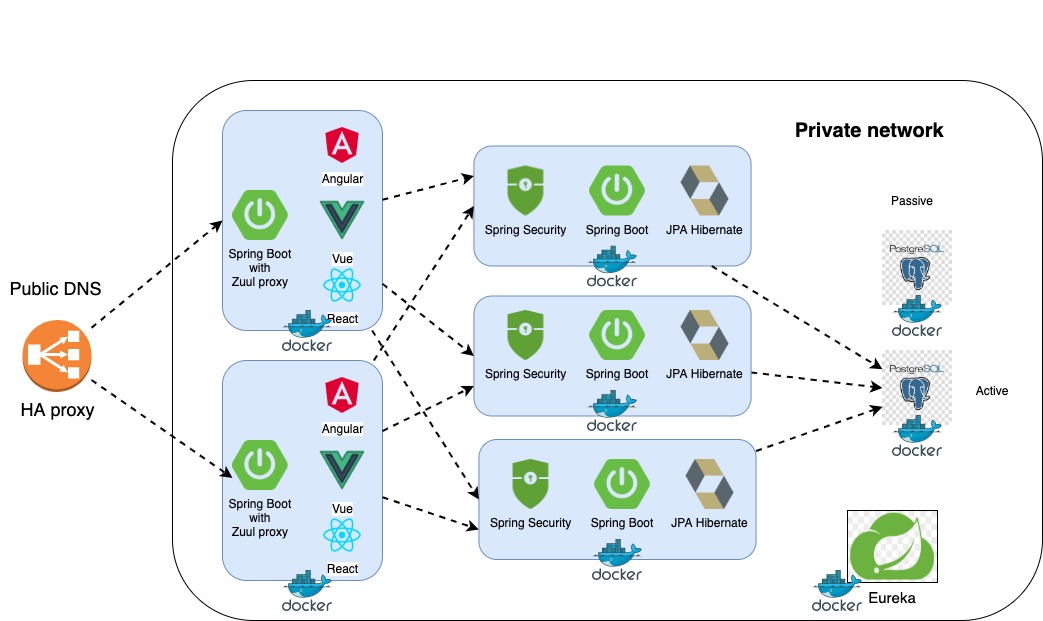 Private network
Public DNS
HA proxy
Angular
Spring Boot
with
Zuul proxy
Vue
React
docker
Angular
Spring Boot
with
Zuul proxy
Vue
React
docker
Spring Security
Spring Boot
JPA Hibernate
docker
Spring Security
Spring Boot
JPA Hibernate
docker
Spring Security
Spring Boot
JPA Hibernate
docker
Passive
PostgreSQL
docker
PostgreSQL
Active
docker
docker
Eureka